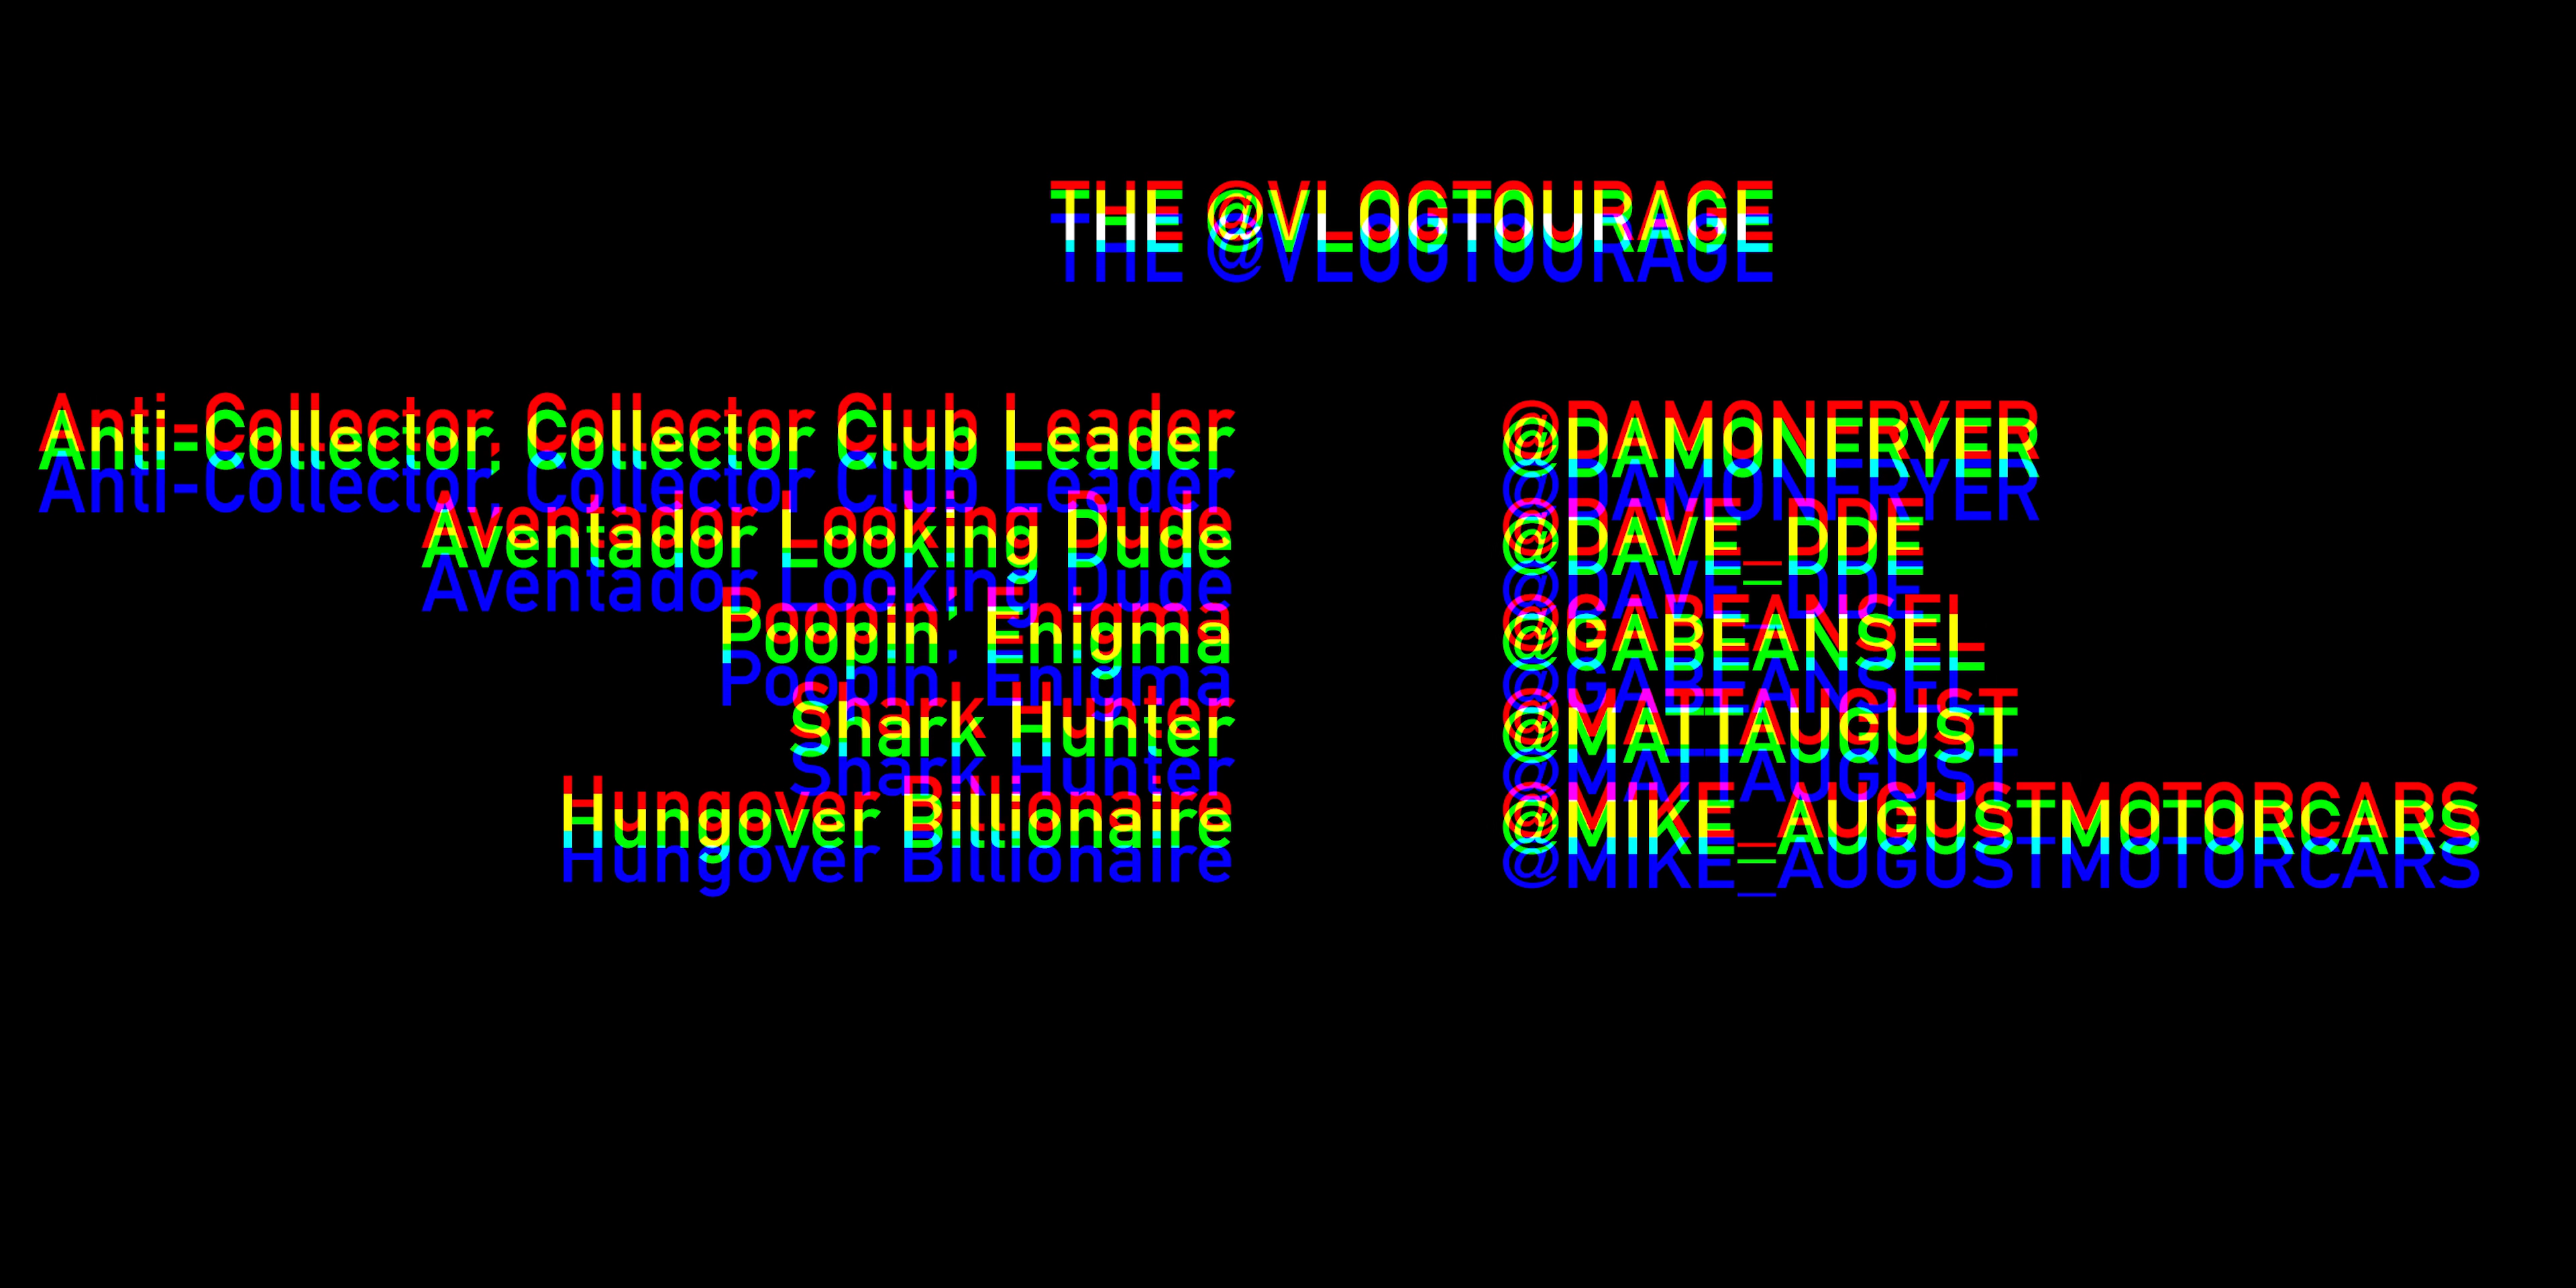 THE @VLOGTOURAGE
Anti-Collector, Collector Club Leader @DAMONFRYER
Aventador Looking Dude @DAVE_DDE
Poopin' Enigma @GABEANSEL
Shark Hunter @MATTAUGUST
Hungover Billionaire @MIKE_AUGUSTMOTORCARS